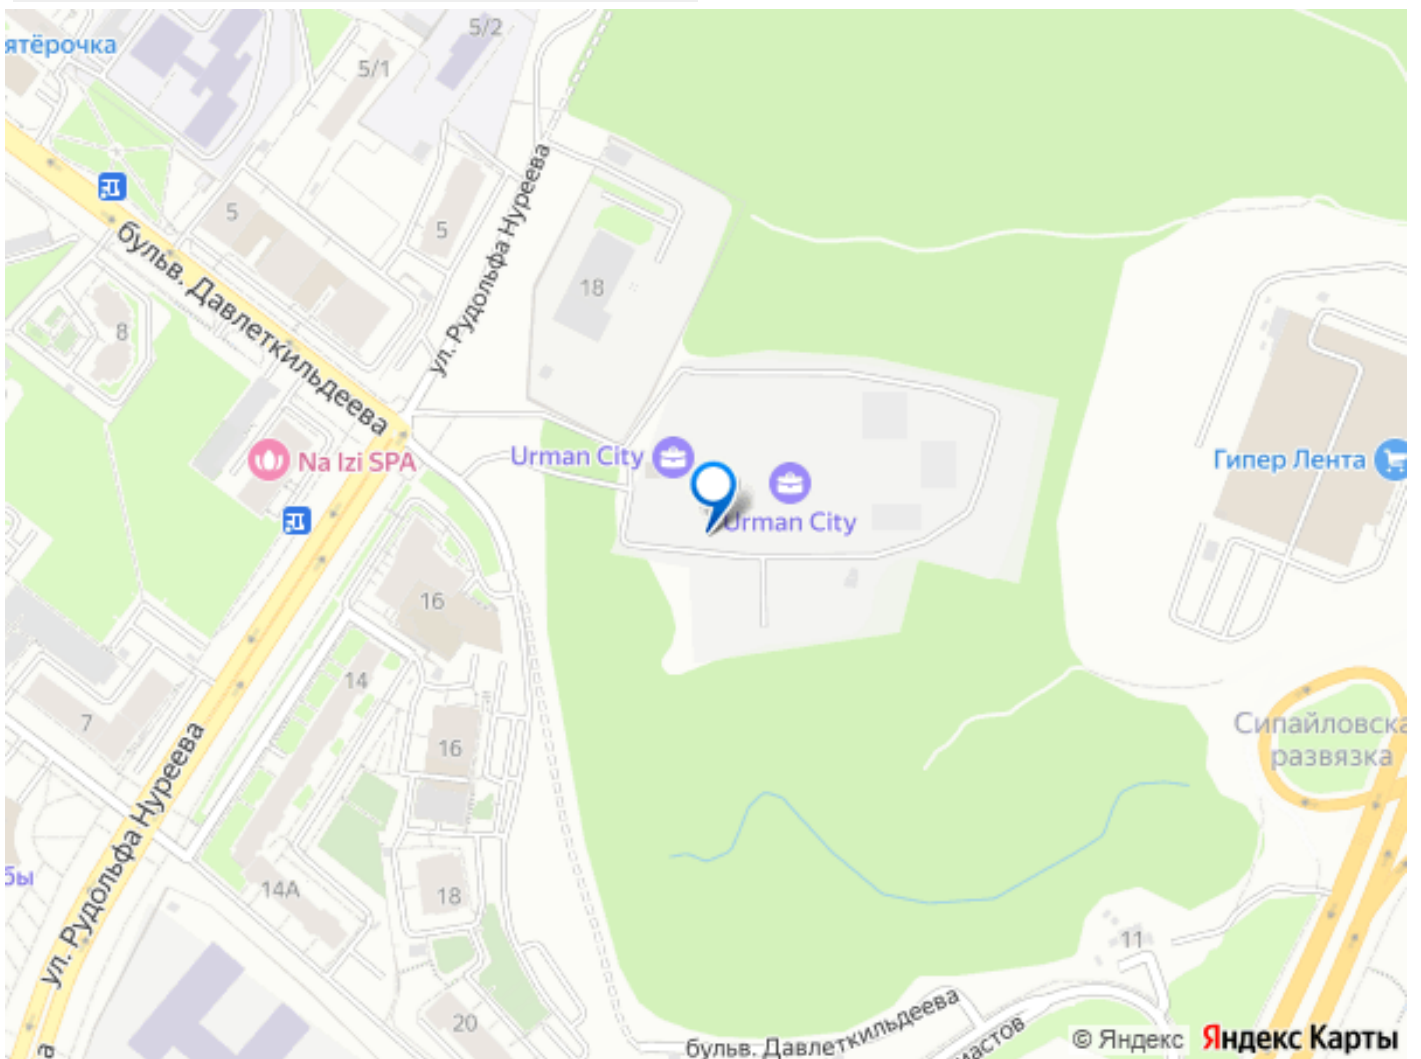 5/2
ятёрочка
5/1
5
5
ул. Рудольфа Нуреева
бульв. Давлеткильдеева
18
8
Urman City
Na Izi SPA
Гипер Лента
Urman City
16
14
7
16
Сипайловска
развязка
ул. Рудольфа Нуреева
бы
14А
18
11
20
бульв. Давлеткильдеева
мастов
а
© Яндекс Яндекс Карты